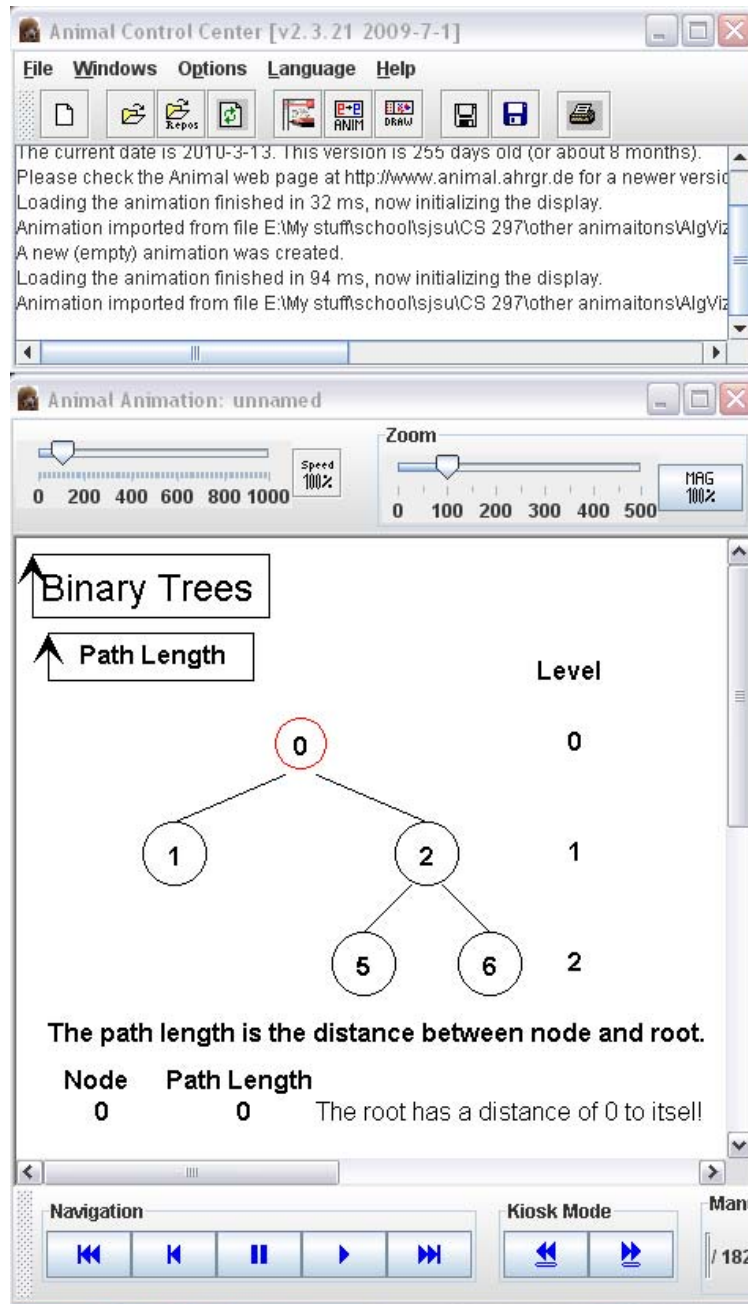 Animal Control Center [v2.3.21 2009-7-1]
File Windows Options Language Help
Repos ANIM DRAW
The current date is 2010-3-13. This version is 255 days old (or about 8 months).
Please check the Animal web page at http://www.animal.ahrgr.de for a newer versic
Loading the animation finished in 32 ms, now initializing the display.
Animation imported from file E:\My stuff\school\sjsu\CS 297\other animaitons\AlgViz
A new (empty) animation was created.
Loading the animation finished in 94 ms, now initializing the display.
Animation imported from file E:\My stuff\school\sjsu\CS 297\other animaitons\AlgViz
Animal Animation: unnamed
Zoom
Speed
100%
MAG
100%
0 200 400 600 800 1000
0 100 200 300 400 500
Binary Trees
Path Length
Level
0 0
1 2 1
5 6 2
The path length is the distance between node and root.
Node Path Length
0 0 The root has a distance of 0 to itself
Navigation Kiosk Mode Man
/ 182